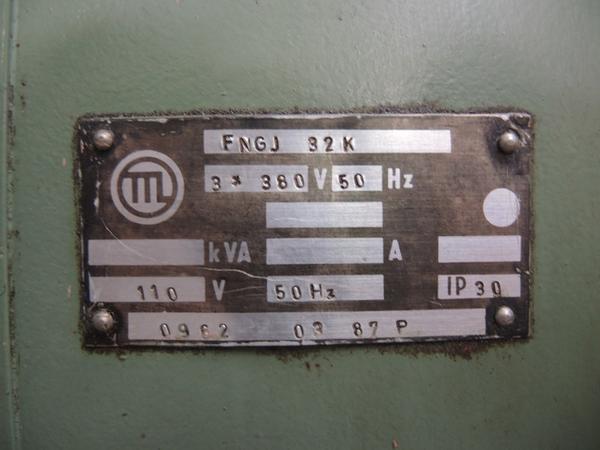 FNGJ 32 K
3 * 380 V 50 Hz
kVA A
110 V 50 Hz IP 30
0962 03 87 P